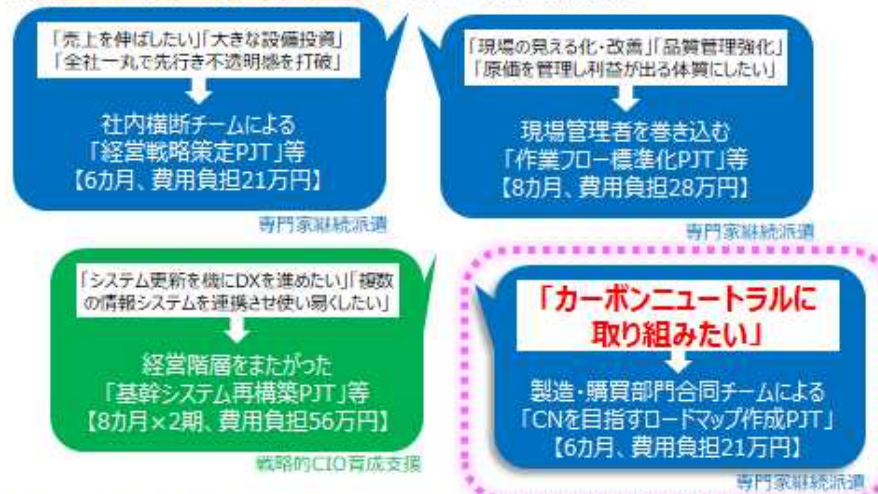 「売上を伸ばしたい」「大きな設備投資」
「全社一丸で先行き不透明感を打破」
社内横断チームによる
「経営戦略策定PJT」等
【6カ月、費用負担21万円】
専門家継続派遣
「現場の見える化・改善」「品質管理強化」
「原価を管理し利益が出る体質にしたい」
現場管理者を巻き込む
「作業フロー標準化PJT」等
【8カ月、費用負担28万円】
専門家継続派遣
「システム更新を機にDXを進めたい」「複数
の情報システムを連携させ使い易くしたい」
経営階層をまたがった
「基幹システム再構築PJT」等
【8カ月×2期、費用負担56万円】
戦略的CIO育成支援
「カーボンニュートラルに
取り組みたい」
製造・購買部門合同チームによる
「CNを目指すロードマップ作成PJT」
【6カ月、費用負担21万円】
専門家継続派遣